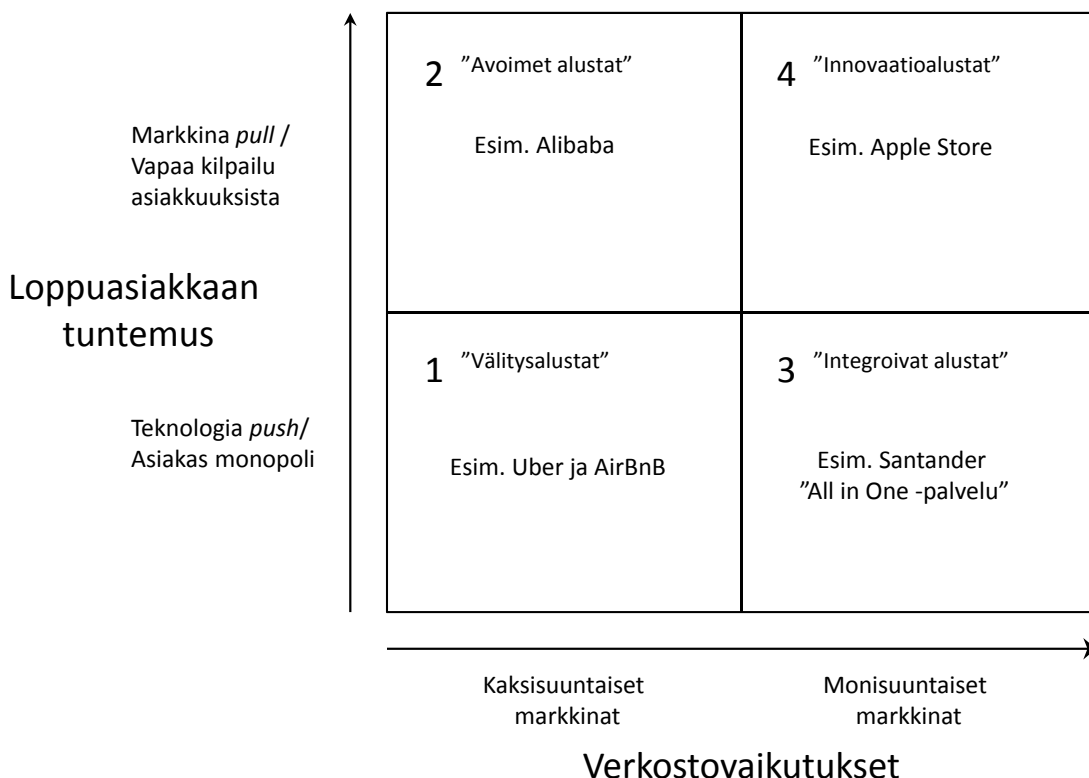 2 ”Avoimet alustat”
Esim. Alibaba
4 ”Innovaatioalustat”
Esim. Apple Store
Markkina pull /
Vapaa kilpailu
asiakkuuksista
Loppuasiakkaan
tuntemus
1 ”Välitysalustat”
Esim. Uber ja AirBnB
3 ”Integroivat alustat”
Esim. Santander
”All in One -palvelu”
Teknologia push/
Asiakas monopoli
Kaksisuuntaiset
markkinat
Monisuuntaiset
markkinat
Verkostovaikutukset